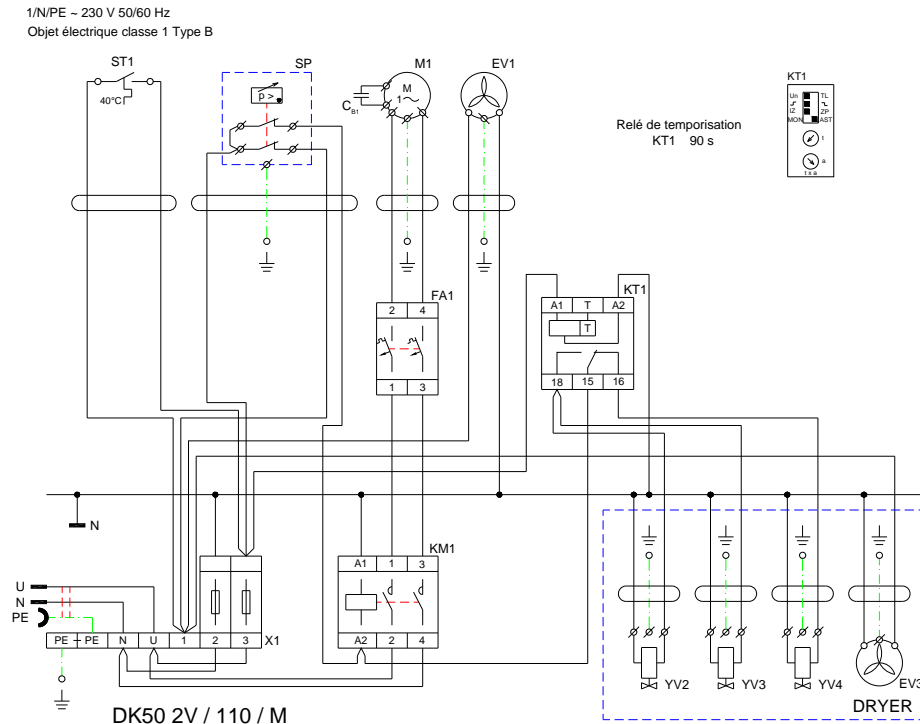 1/N/PE ~ 230 V 50/60 Hz
Objet électrique classe 1 Type B
ST1
SP
M1
EV1
40°C
p >
C B1
M
1~
KT1
Un TL
IZ ZP
MON AST
t
a
t x a
Relé de temporisation
KT1 90 s
FA1
2 4
1 3
KT1
A1 T A2
T
18 15 16
N
KM1
A1 1 3
A2 2 4
U
N
PE
PE PE N U 1 2 3
X1
YV2
YV3
YV4
EV3
DRYER
DK50 2V / 110 / M